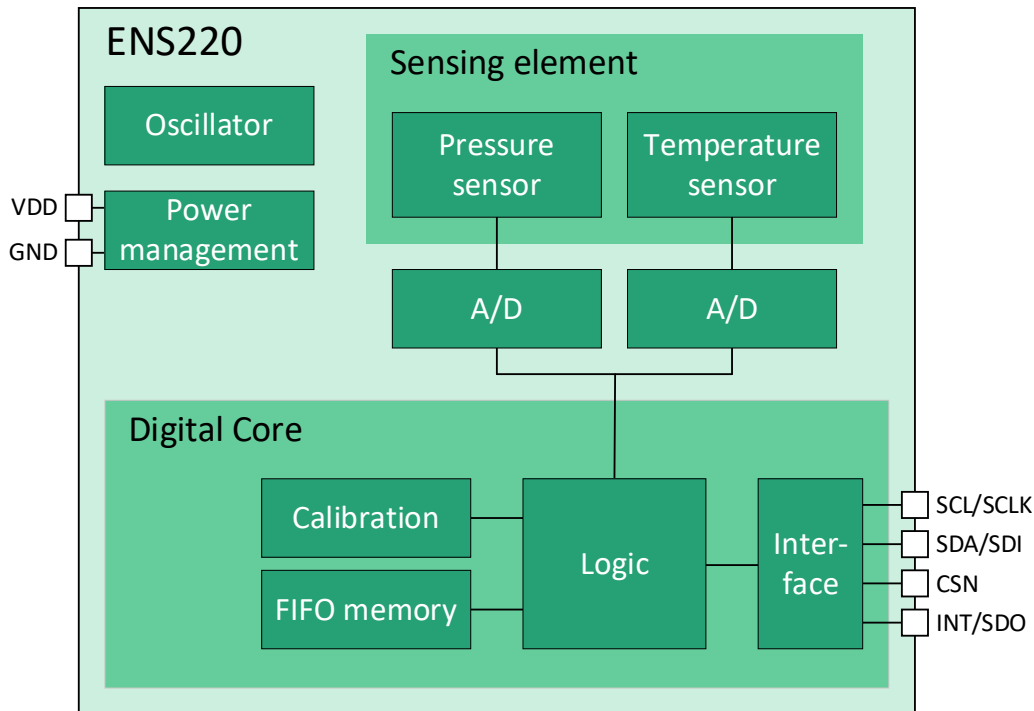 ENS220
Sensing element
Oscillator
Pressure
sensor
Temperature
sensor
VDD
GND
Power
management
A/D
A/D
Digital Core
Calibration
FIFO memory
Logic
Inter-
face
SCL/SCLK
SDA/SDI
CSN
INT/SDO